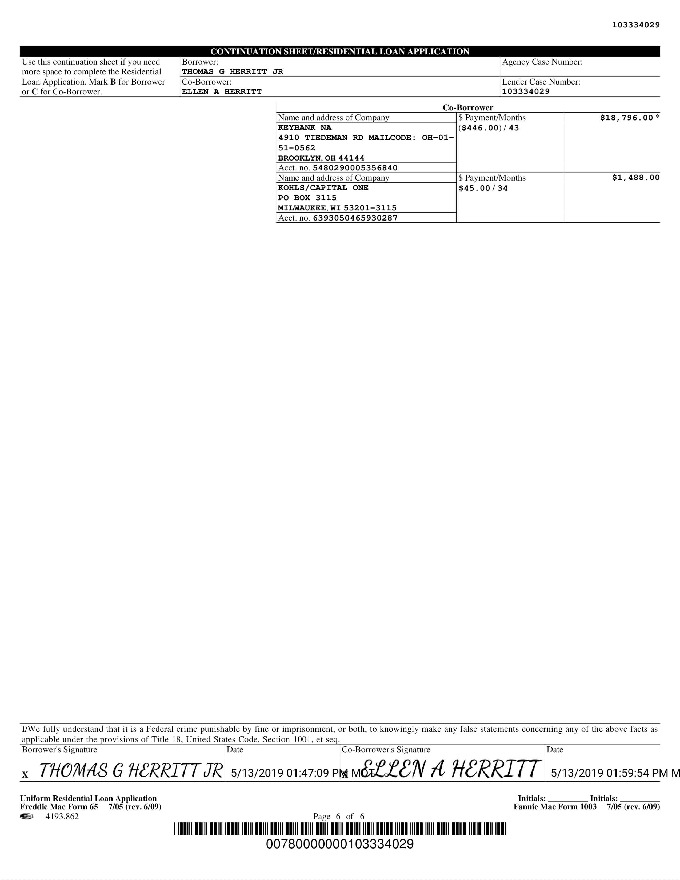 103334029
CONTINUATION SHEET/RESIDENTIAL LOAN APPLICATION
Use this continuation sheet if you need more space to complete the Residential Loan Application. Mark B for Borrower or C for Co-Borrower.
Borrower:
THOMAS G HERRITT JR
Agency Case Number:
Co-Borrower:
ELLEN A HERRITT
Lender Case Number:
103334029
Co-Borrower
Name and address of Company
$ Payment/Months
$18,796.00*
KEYBANK NA
($446.00)/43
4910 TIEDEMAN RD MAILCODE: OH-01-
51-0562
BROOKLYN, OH 44144
Acct. no. 5480290005356840
Name and address of Company
$ Payment/Months
$1,488.00
KOHLS/CAPITAL ONE
$45.00/34
PO BOX 3115
MILWAUKEE, WI 53201-3115
Acct. no. 6393050465930287
I/We fully understand that it is a Federal crime punishable by fine or imprisonment, or both, to knowingly make any false statements concerning any of the above facts as
applicable under the provisions of Title 18, United States Code, Section 1001, et seq.
Borrower's Signature
Date
Co-Borrower's Signature
Date
X THOMAS G HERRITT JR 5/13/2019 01:47:09 PM
X ELLEN A HERRITT 5/13/2019 01:59:54 PM M
Uniform Residential Loan Application
Freddie Mac Form 65 7/05 (rev. 6/09)
4193.862
Page 6 of 6
Initials: Initials:
Fannie Mae Form 1003 7/05 (rev. 6/09)
00780000000103334029